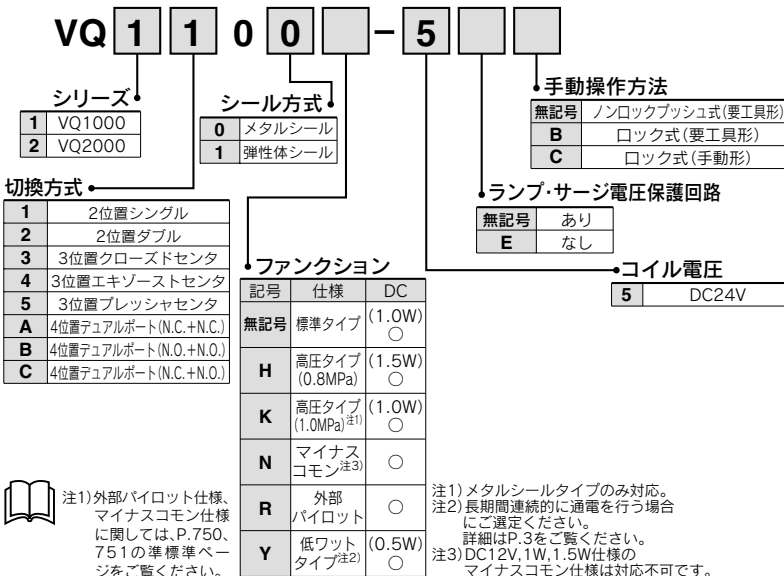 VQ 1 1 0 0 - 5
シリーズ
1 VQ1000
2 VQ2000
シール方式
0 メタルシール
1 弾性体シール
手動操作方法
無記号 ノンロックプッシュ式(要工具形)
B ロック式(要工具形)
C ロック式(手動形)
切換方式
1 2位置シングル
2 2位置ダブル
3 3位置クローズドセンタ
4 3位置エキゾーストセンタ
5 3位置プレッシャセンタ
A 4位置デュアルポート(N.C.+N.C.)
B 4位置デュアルポート(N.O.+N.O.)
C 4位置デュアルポート(N.C.+N.O.)
ランプ・サージ電圧保護回路
無記号 あり
E なし
コイル電圧
5 DC24V
ファンクション
記号 仕様 DC
無記号 標準タイプ (1.0W)
○
H 高圧タイプ (1.5W)
(0.8MPa) ○
K 高圧タイプ (1.0W)
(1.0MPa)注1) ○
N マイナス
コモン注3) ○
R 外部
パイロット ○
Y 低ワット (0.5W)
タイプ注2) ○
注1)外部パイロット仕様、
マイナスコモン仕様
に関しては、P.750、
751の準標準ペー
ジをご覧ください。
注1)メタルシールタイプのみ対応。
注2)長期間連続的に通電を行う場合
にご選定ください。
詳細はP.3をご覧ください。
注3)DC12V,1W,1.5W仕様の
マイナスコモン仕様は対応不可です。